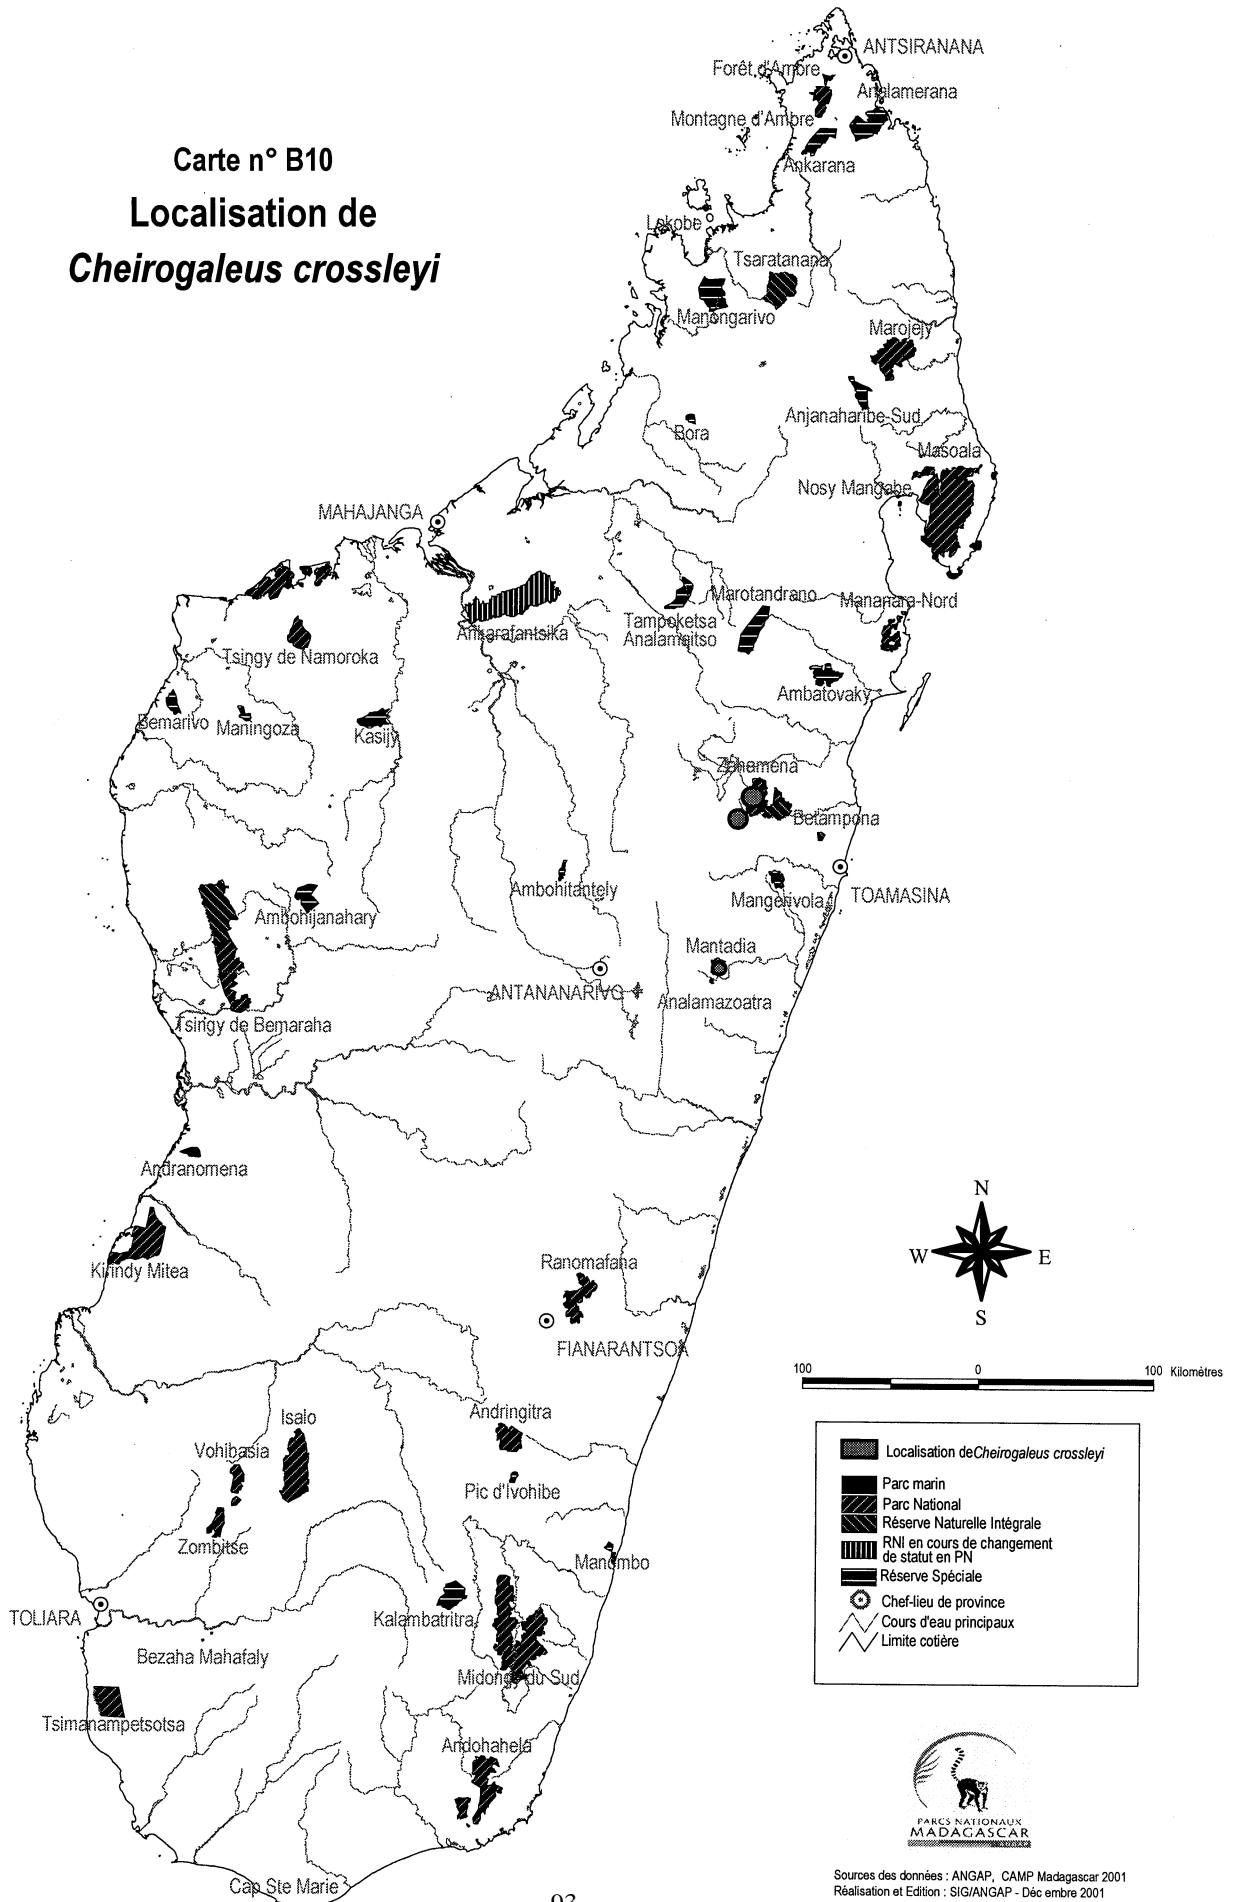 Carte n° B10
Localisation de
Cheirogaleus crossleyi
ANTSIRANANA
Forêt d'Ambre
Analamerana
Montagne d'Ambre
Ankarana
Lokobe
Tsaratanana
Manongarivo
Marojejy
Anjanaharibe-Sud
Bora
Masoala
Nosy Mangabe
MAHAJANGA
Ankarafantsika
Tampoketsa
Analamaitso
Marotandrano
Mananara-Nord
Tsingy de Namoroka
Ambatovaky
Bemarivo
Maningoza
Kasijy
Zahamena
Betampona
Ambohitantely
Ambohijanahary
Mangerivola
TOAMASINA
Mantadia
ANTANANARIVO
Analamazoatra
Tsingy de Bemaraha
Andranomena
Kirindy Mitea
Ranomafana
FIANARANTSOA
Isalo
Andringitra
Vohibasia
Pic d'Ivohibe
Zombitse
Manombo
TOLIARA
Kalambatritra
Bezaha Mahafaly
Midongy du Sud
Tsimanampetsotsa
Andohahela
Cap Ste Marie
N
W
E
S
100 0 100 Kilomètres
Localisation de Cheirogaleus crossleyi
Parc marin
Parc National
Réserve Naturelle Intégrale
RNI en cours de changement
de statut en PN
Réserve Spéciale
Chef-lieu de province
Cours d'eau principaux
Limite cotière
PARCS NATIONAUX
MADAGASCAR
Sources des données : ANGAP, CAMP Madagascar 2001
Réalisation et Edition : SIG/ANGAP - Déc embre 2001
93